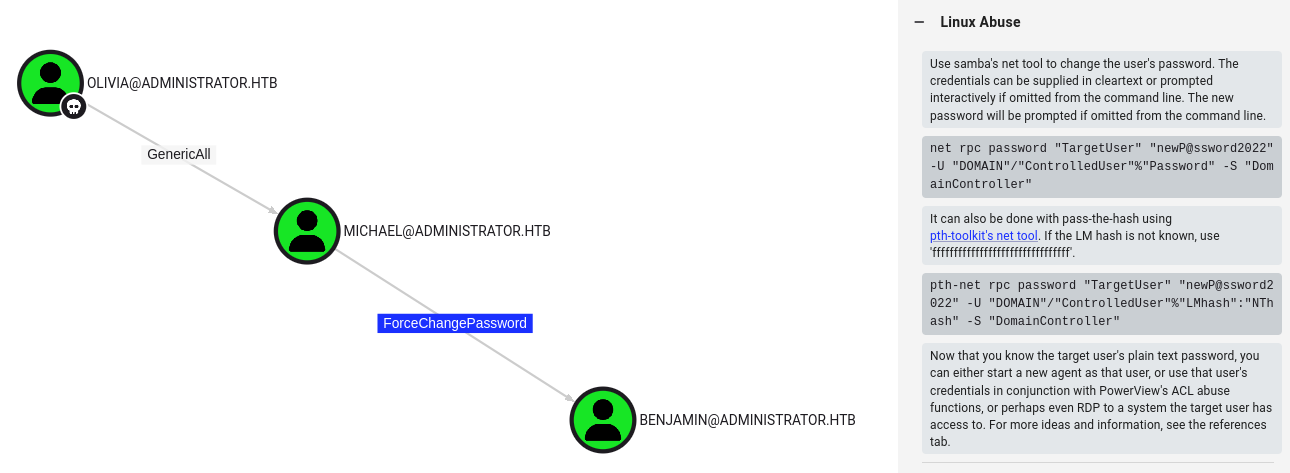 OLIVIA@ADMINISTRATOR.HTB
GenericAll
MICHAEL@ADMINISTRATOR.HTB
ForceChangePassword
BENJAMIN@ADMINISTRATOR.HTB
— Linux Abuse
Use samba's net tool to change the user's password. The
credentials can be supplied in cleartext or prompted
interactively if omitted from the command line. The new
password will be prompted if omitted from the command line.
net rpc password "TargetUser" "newP@ssword2022"
-U "DOMAIN"/"ControlledUser"%"Password" -S "Dom
ainController"
It can also be done with pass-the-hash using
pth-toolkit's net tool. If the LM hash is not known, use
'ffffffffffffffffffffffffffffffff'.
pth-net rpc password "TargetUser" "newP@ssword2
022" -U "DOMAIN"/"ControlledUser"%"LMhash":"NTh
ash" -S "DomainController"
Now that you know the target user's plain text password, you
can either start a new agent as that user, or use that user's
credentials in conjunction with PowerView's ACL abuse
functions, or perhaps even RDP to a system the target user has
access to. For more ideas and information, see the references
tab.